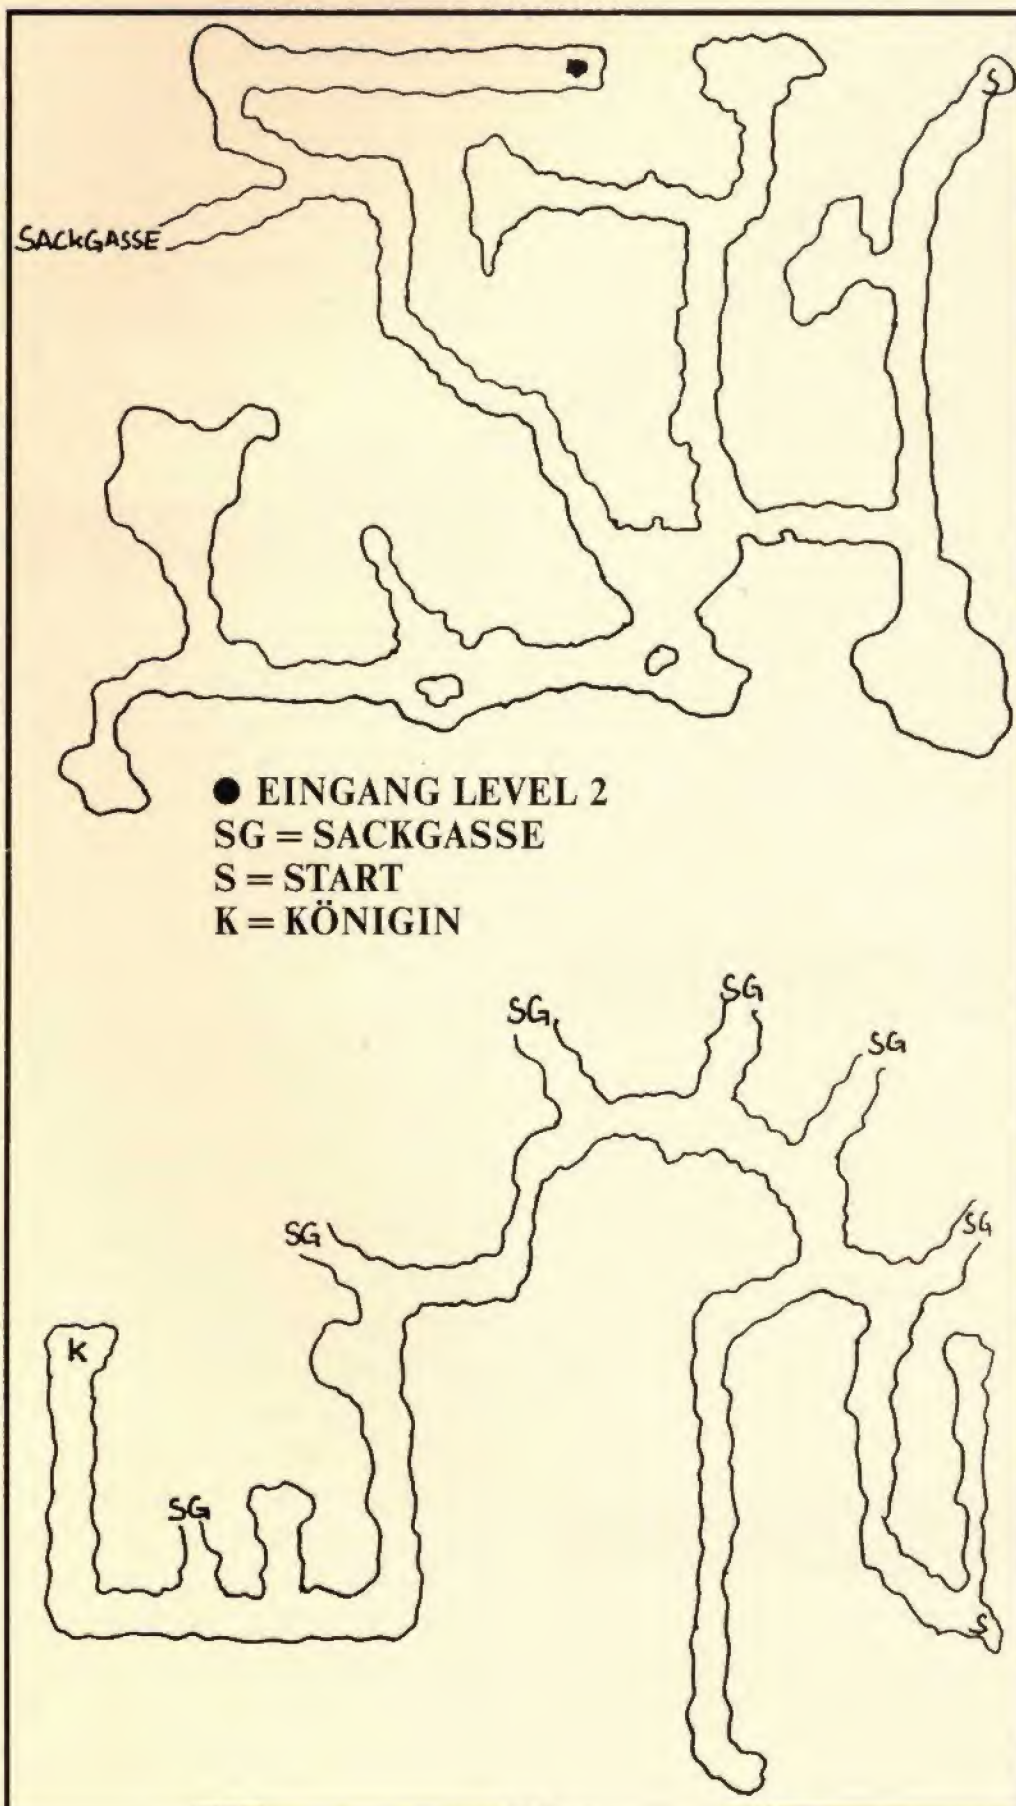 S
SACKGASSE
● EINGANG LEVEL 2
SG = SACKGASSE
S = START
K = KÖNIGIN
SG
SG
SG
SG
SG
K
SG
S